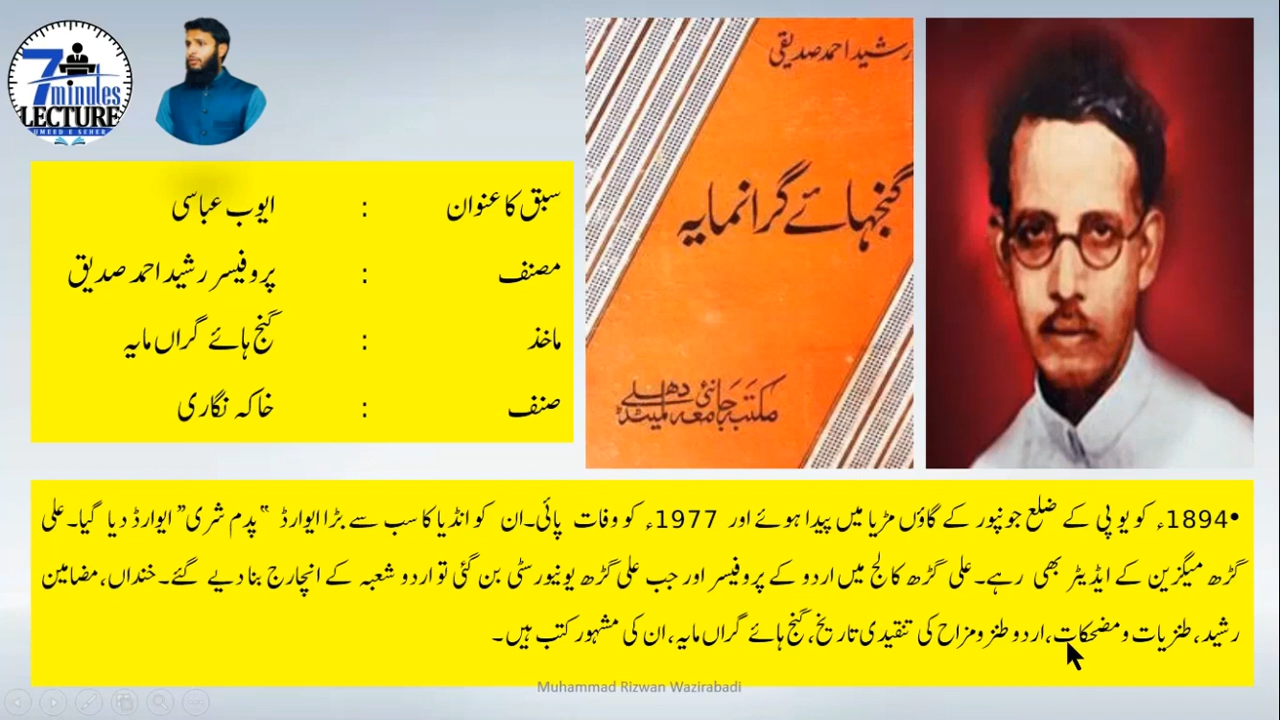 7
minutes
LECTURE
UMEED E SEHER
رشید احمد صدیقی
گنجہائے گرانمایہ
مکتبہ جامعہ نئی دھلی لمیٹڈ
سبق کا عنوان : ایوب عباسی
مصنف : پروفیسر رشید احمد صدیق
ماخذ : گنج ہائے گراں مایہ
صنف : خاکہ نگاری
•1894ء کو یو پی کے ضلع جونپور کے گاؤں مڑیا میں پیدا ہوئے اور 1977ء کو وفات پائی۔ان کو انڈیا کا سب سے بڑا ایوارڈ "پدم شری" ایوارڈ دیا گیا۔علی
گڑھ میگزین کے ایڈیٹر بھی رہے۔علی گڑھ کالج میں اردو کے پروفیسر اور جب علی گڑھ یونیورسٹی بن گئی تو اردو شعبہ کے انچارج بنا دیے گئے۔خنداں،مضامین
رشید،طنزیات و مضحکات،اردو طنز و مزاح کی تنقیدی تاریخ،گنج ہائے گراں مایہ،ان کی مشہور کتب ہیں۔
Muhammad Rizwan Wazirabadi